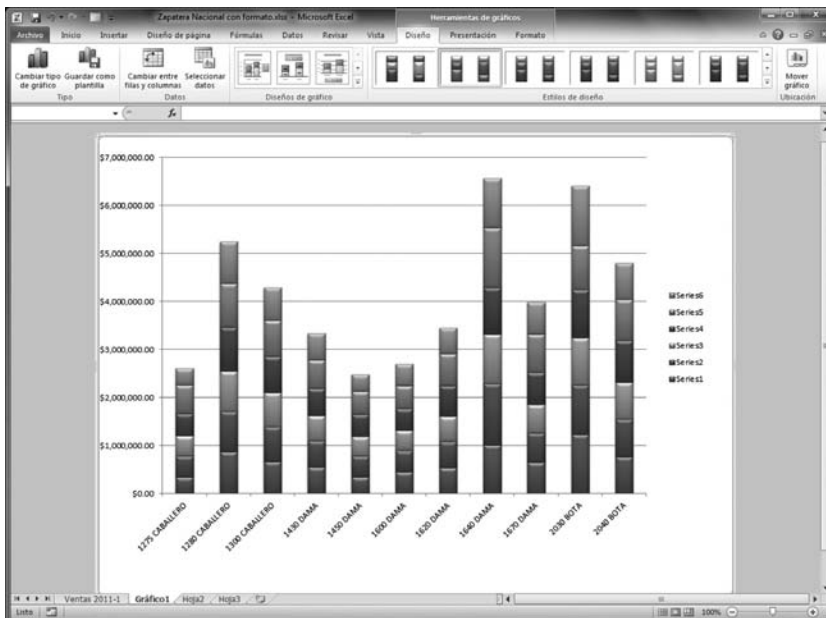 Zapatera Nacional con formato.xlsx - Microsoft Excel
Herramientas de gráficos
Archivo Inicio Insertar Diseño de página Fórmulas Datos Revisar Vista Diseño Presentación Formato
Cambiar tipo de gráfico
Guardar como plantilla
Cambiar entre filas y columnas
Seleccionar datos
Mover gráfico
Tipo Datos Diseños de gráfico Estilos de diseño Ubicación
fx
$7,000,000.00
$6,000,000.00
$5,000,000.00
$4,000,000.00
$3,000,000.00
$2,000,000.00
$1,000,000.00
$0.00
Series6
Series5
Series4
Series3
Series2
Series1
1275 CABALLERO
1280 CABALLERO
1300 CABALLERO
1430 DAMA
1450 DAMA
1600 DAMA
1620 DAMA
1640 DAMA
1670 DAMA
2030 BOTA
2040 BOTA
Ventas 2011-1 Gráfico1 Hoja2 Hoja3
Listo 100%